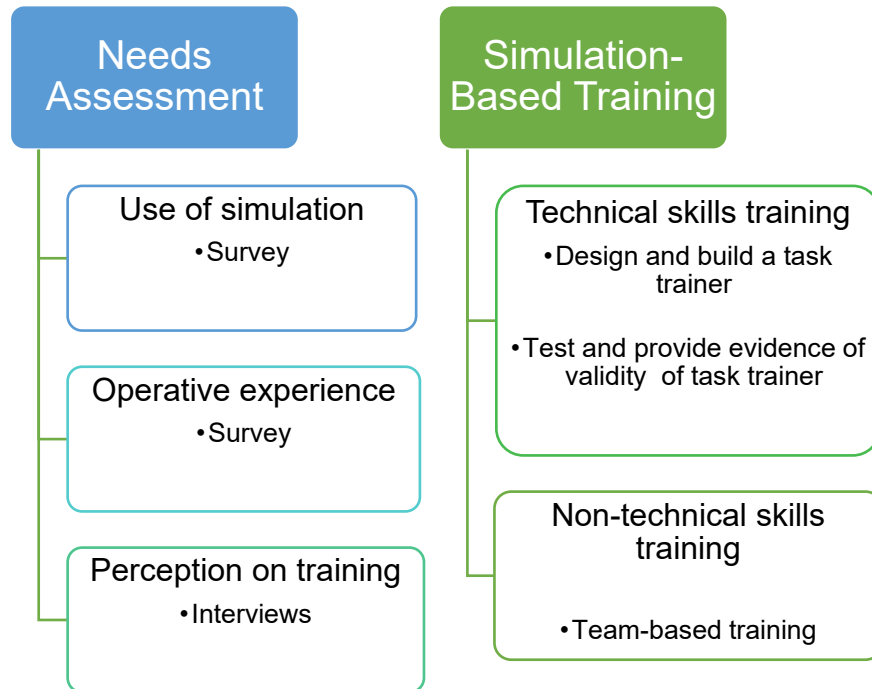 Needs
Assessment
Use of simulation
•Survey
Operative experience
•Survey
Perception on training
•Interviews
Simulation-
Based Training
Technical skills training
•Design and build a task
trainer
•Test and provide evidence of
validity of task trainer
Non-technical skills
training
•Team-based training